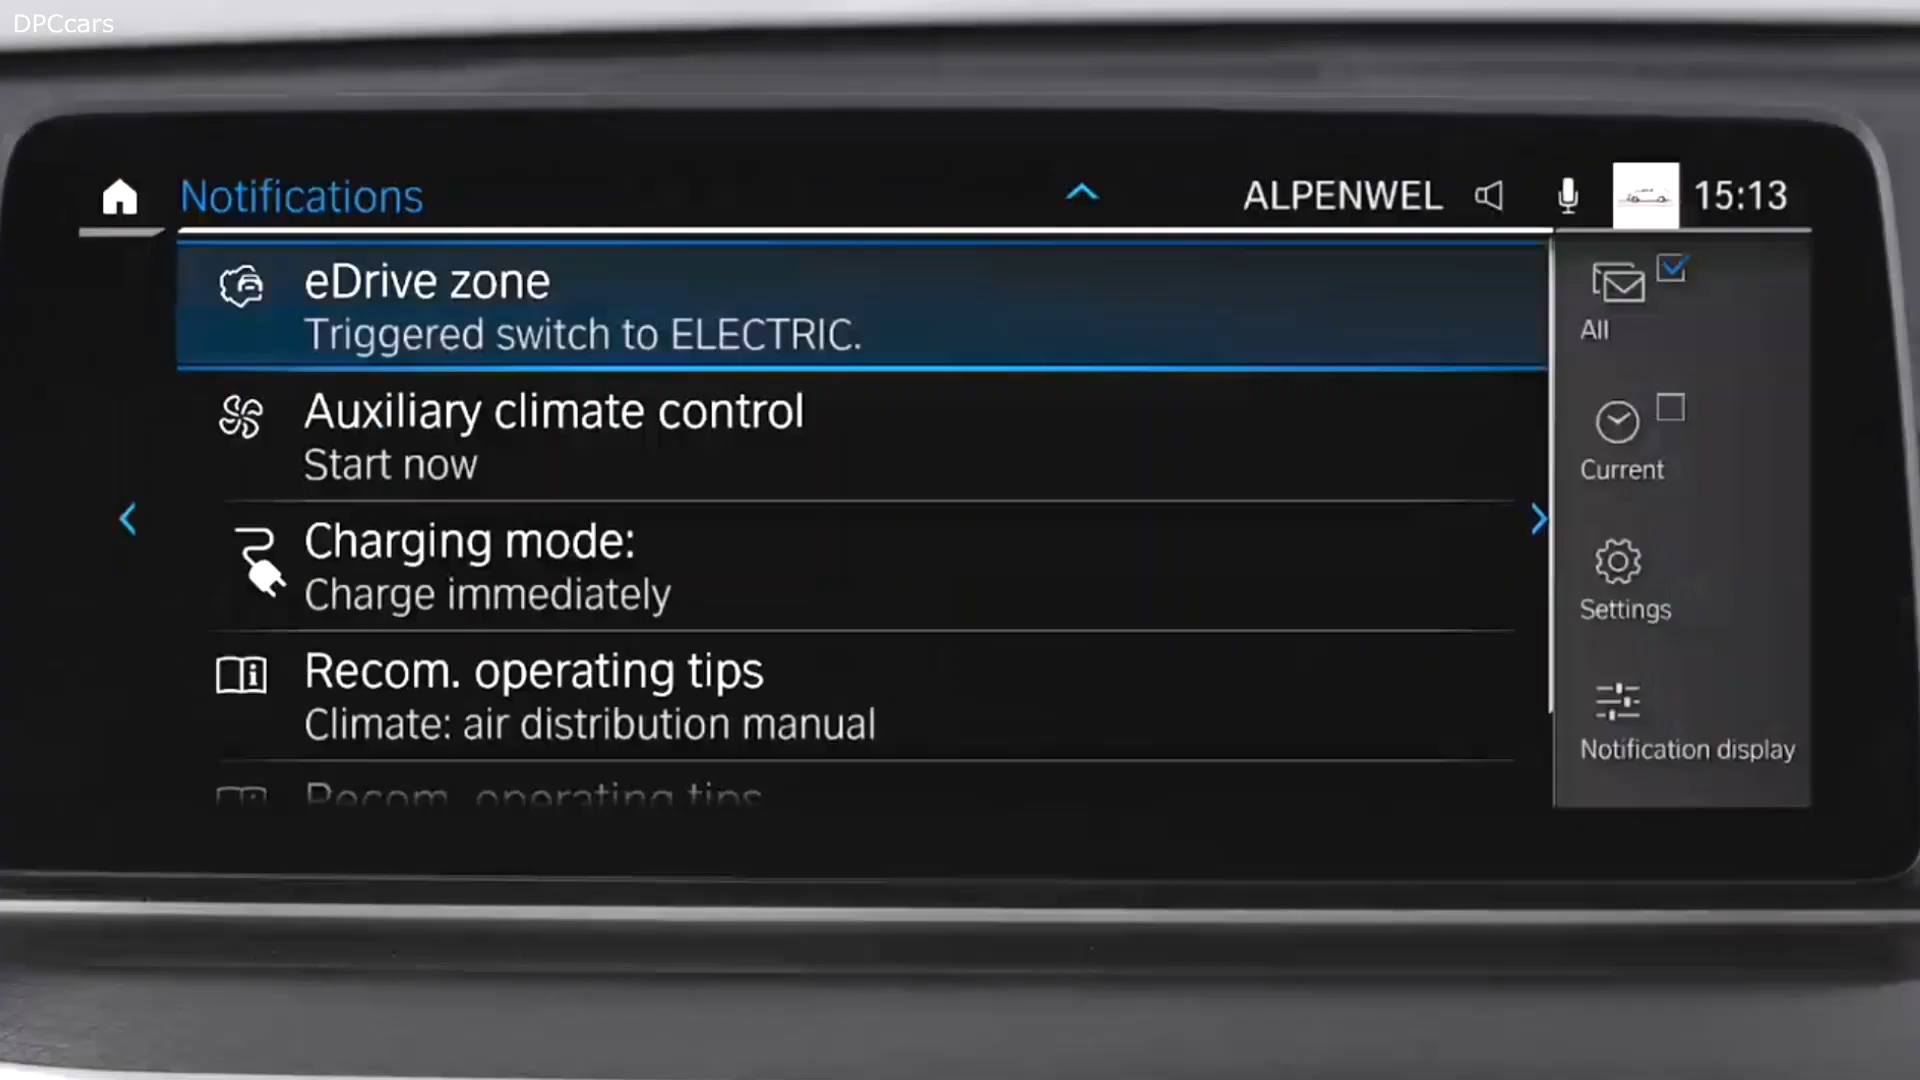 DPCcars
Notifications
ALPENWEL
15:13
eDrive zone
Triggered switch to ELECTRIC.
Auxiliary climate control
Start now
Charging mode:
Charge immediately
Recom. operating tips
Climate: air distribution manual
Recom. operating tips
All
Current
Settings
Notification display